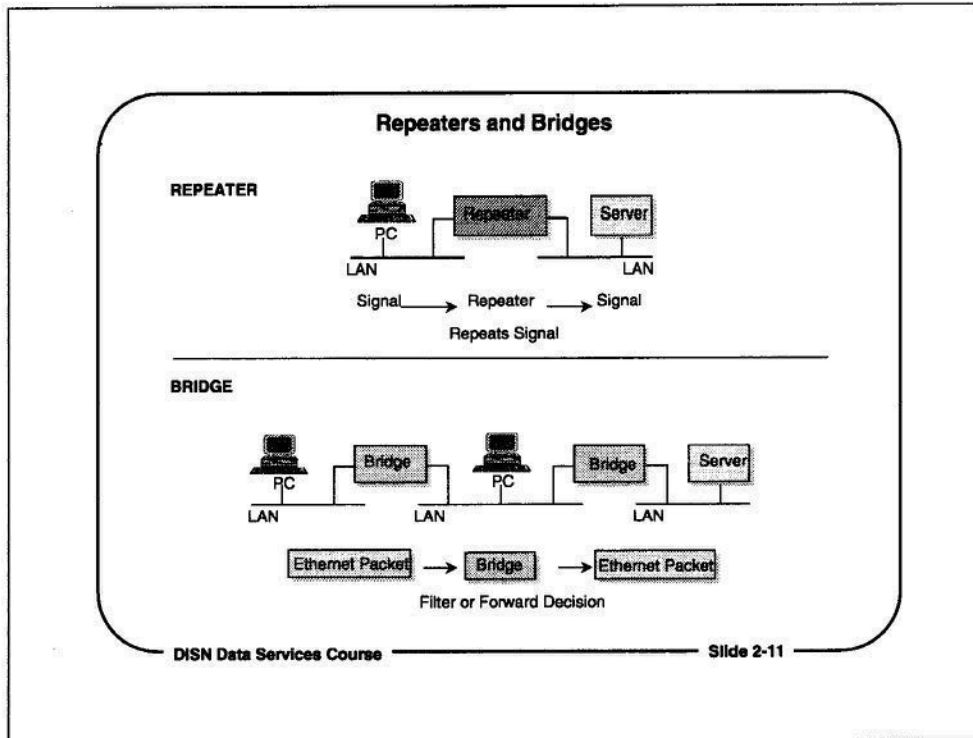 Repeaters and Bridges
REPEATER
PC
Repeater
Server
LAN
LAN
Signal Repeater Signal
Repeats Signal
BRIDGE
PC
Bridge
PC
Bridge
Server
LAN
LAN
LAN
Ethernet Packet Bridge Ethernet Packet
Filter or Forward Decision
DISN Data Services Course
Slide 2-11